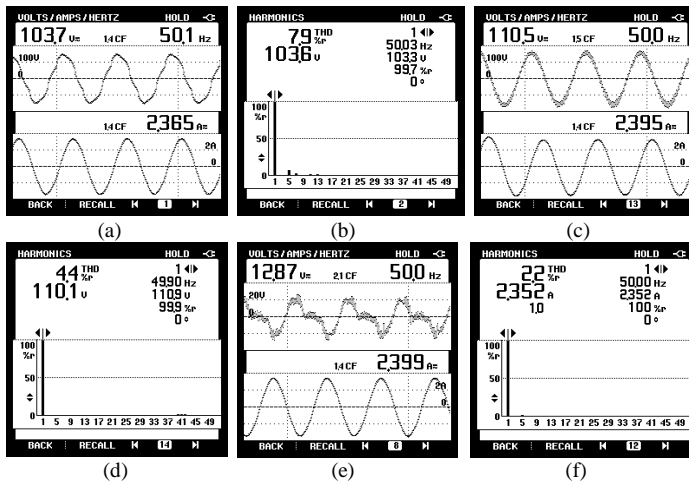 VOLTS/AMPS/HERTZ HOLD
103.7 V≂ 1.4 CF 50.1 Hz
100V
0
1.4 CF 2.365 A≂
2A
0
BACK RECALL 1
(a)
HARMONICS HOLD
7.9 THD %r
103.6 V
1
50.03 Hz
103.3 V
99.7 %r
0 °
100
%r
50
0
1 5 9 13 17 21 25 29 33 37 41 45 49
BACK RECALL 2
(b)
VOLTS/AMPS/HERTZ HOLD
110.5 V≂ 1.5 CF 50.0 Hz
100V
0
1.4 CF 2.395 A≂
2A
0
BACK RECALL 13
(c)
HARMONICS HOLD
4.4 THD %r
110.1 V
1
49.90 Hz
110.9 V
99.9 %r
0 °
100
%r
50
0
1 5 9 13 17 21 25 29 33 37 41 45 49
BACK RECALL 14
(d)
VOLTS/AMPS/HERTZ HOLD
12.87 V≂ 2.1 CF 50.0 Hz
20V
0
1.4 CF 2.399 A≂
2A
0
BACK RECALL 8
(e)
HARMONICS HOLD
2.2 THD %r
2.352 A
1.0
1
50.00 Hz
2.352 A
100 %r
0 °
100
%r
50
0
1 5 9 13 17 21 25 29 33 37 41 45 49
BACK RECALL 12
(f)